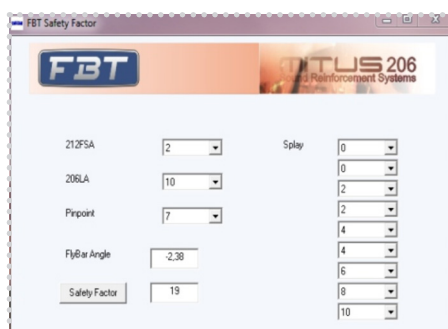 FBT Safety Factor
FBT
MITUS 206
Sound Reinforcement Systems
212FSA 2 Splay 0
0
206LA 10 2
2
Pinpoint 7 4
4
FlyBar Angle -2,38 6
8
Safety Factor 19 10